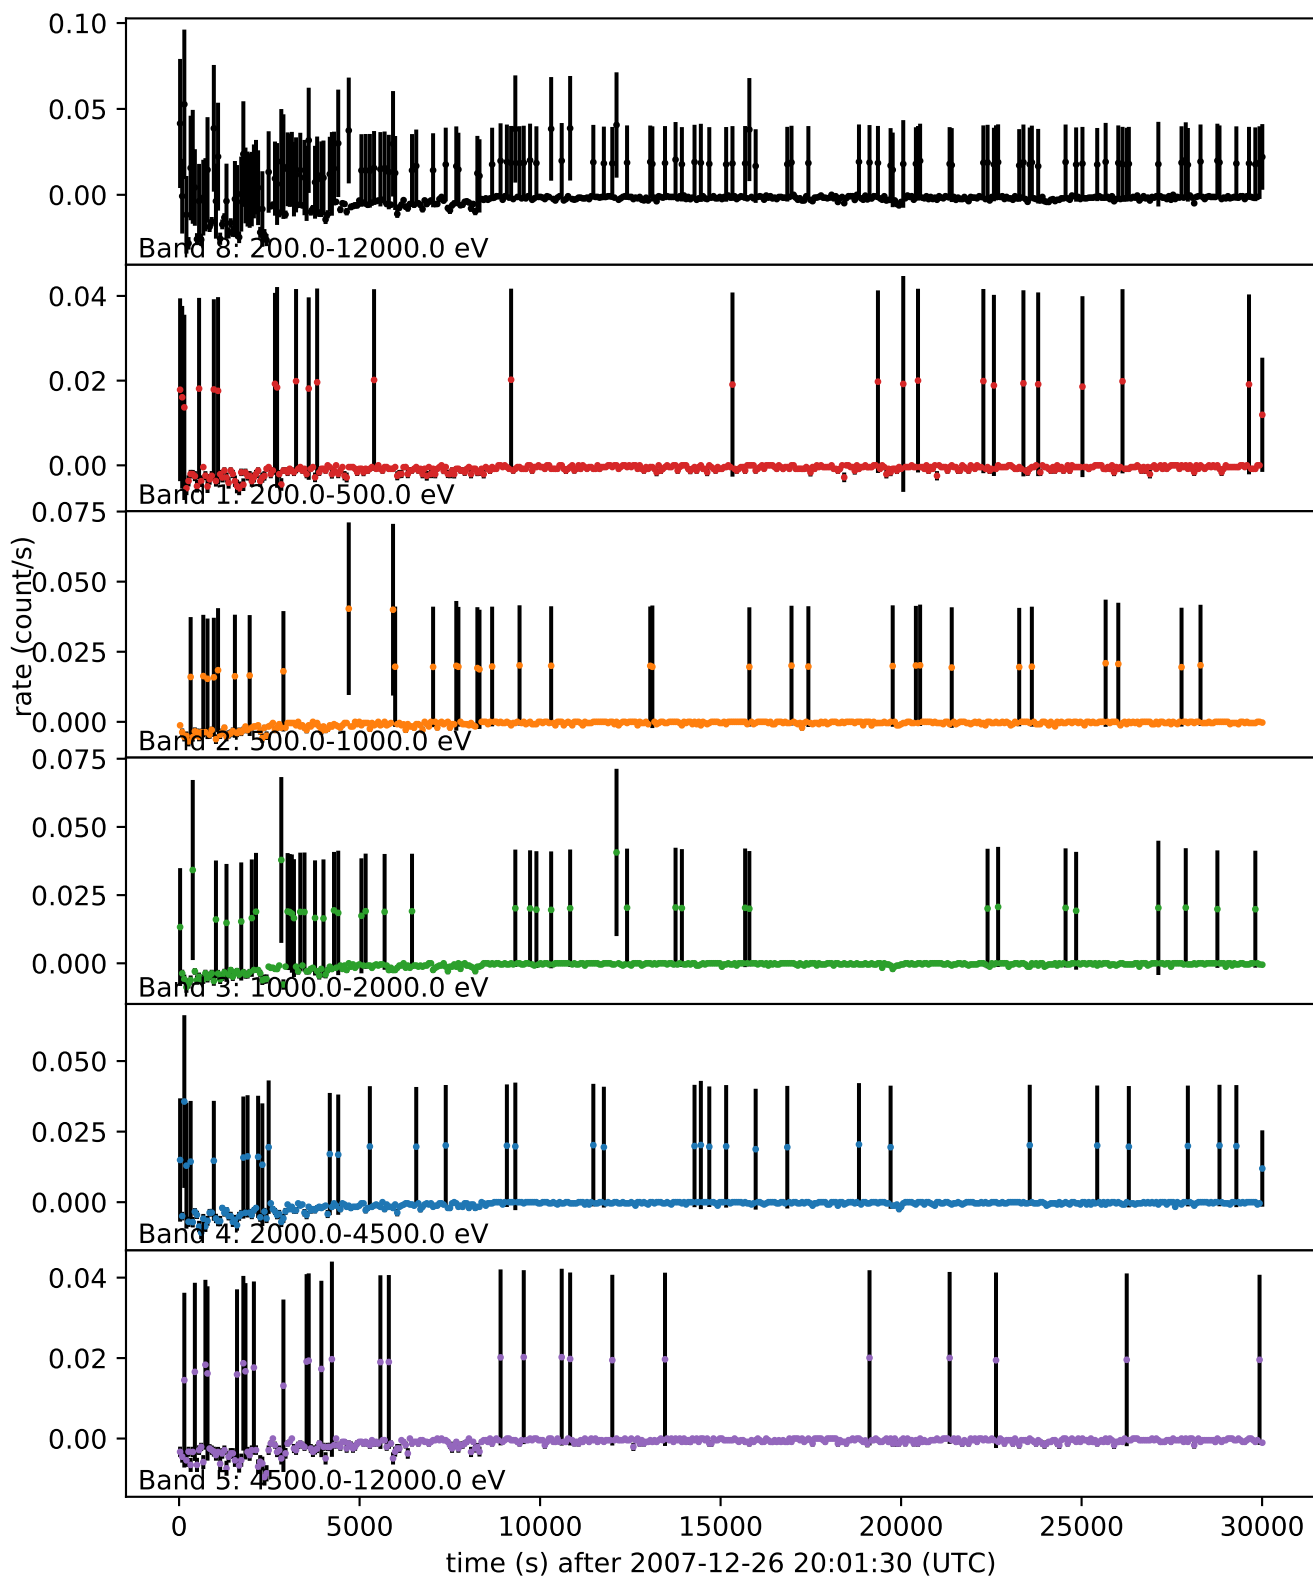 0.10
0.05
0.00
Band 8: 200.0-12000.0 eV
0.04
0.02
0.00
Band 1: 200.0-500.0 eV
0.075
0.050
0.025
0.000
Band 2: 500.0-1000.0 eV
rate (count/s)
0.075
0.050
0.025
0.000
Band 3: 1000.0-2000.0 eV
0.050
0.025
0.000
Band 4: 2000.0-4500.0 eV
0.04
0.02
0.00
Band 5: 4500.0-12000.0 eV
0 5000 10000 15000 20000 25000 30000
time (s) after 2007-12-26 20:01:30 (UTC)